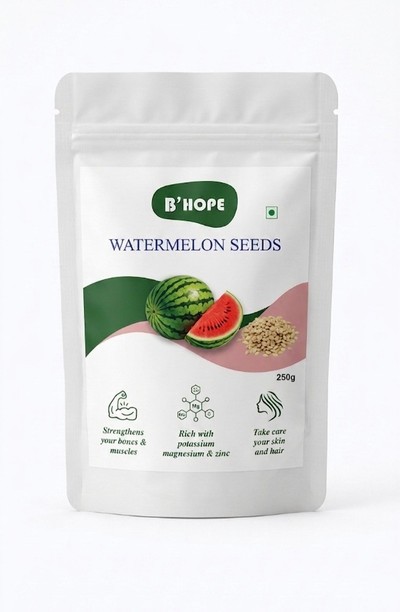 B'HOPE
WATERMELON SEEDS
250g
Strengthens
your bones &
muscles
Rich with
potassium
magnesium & zinc
Take care
your skin
and hair
Mg